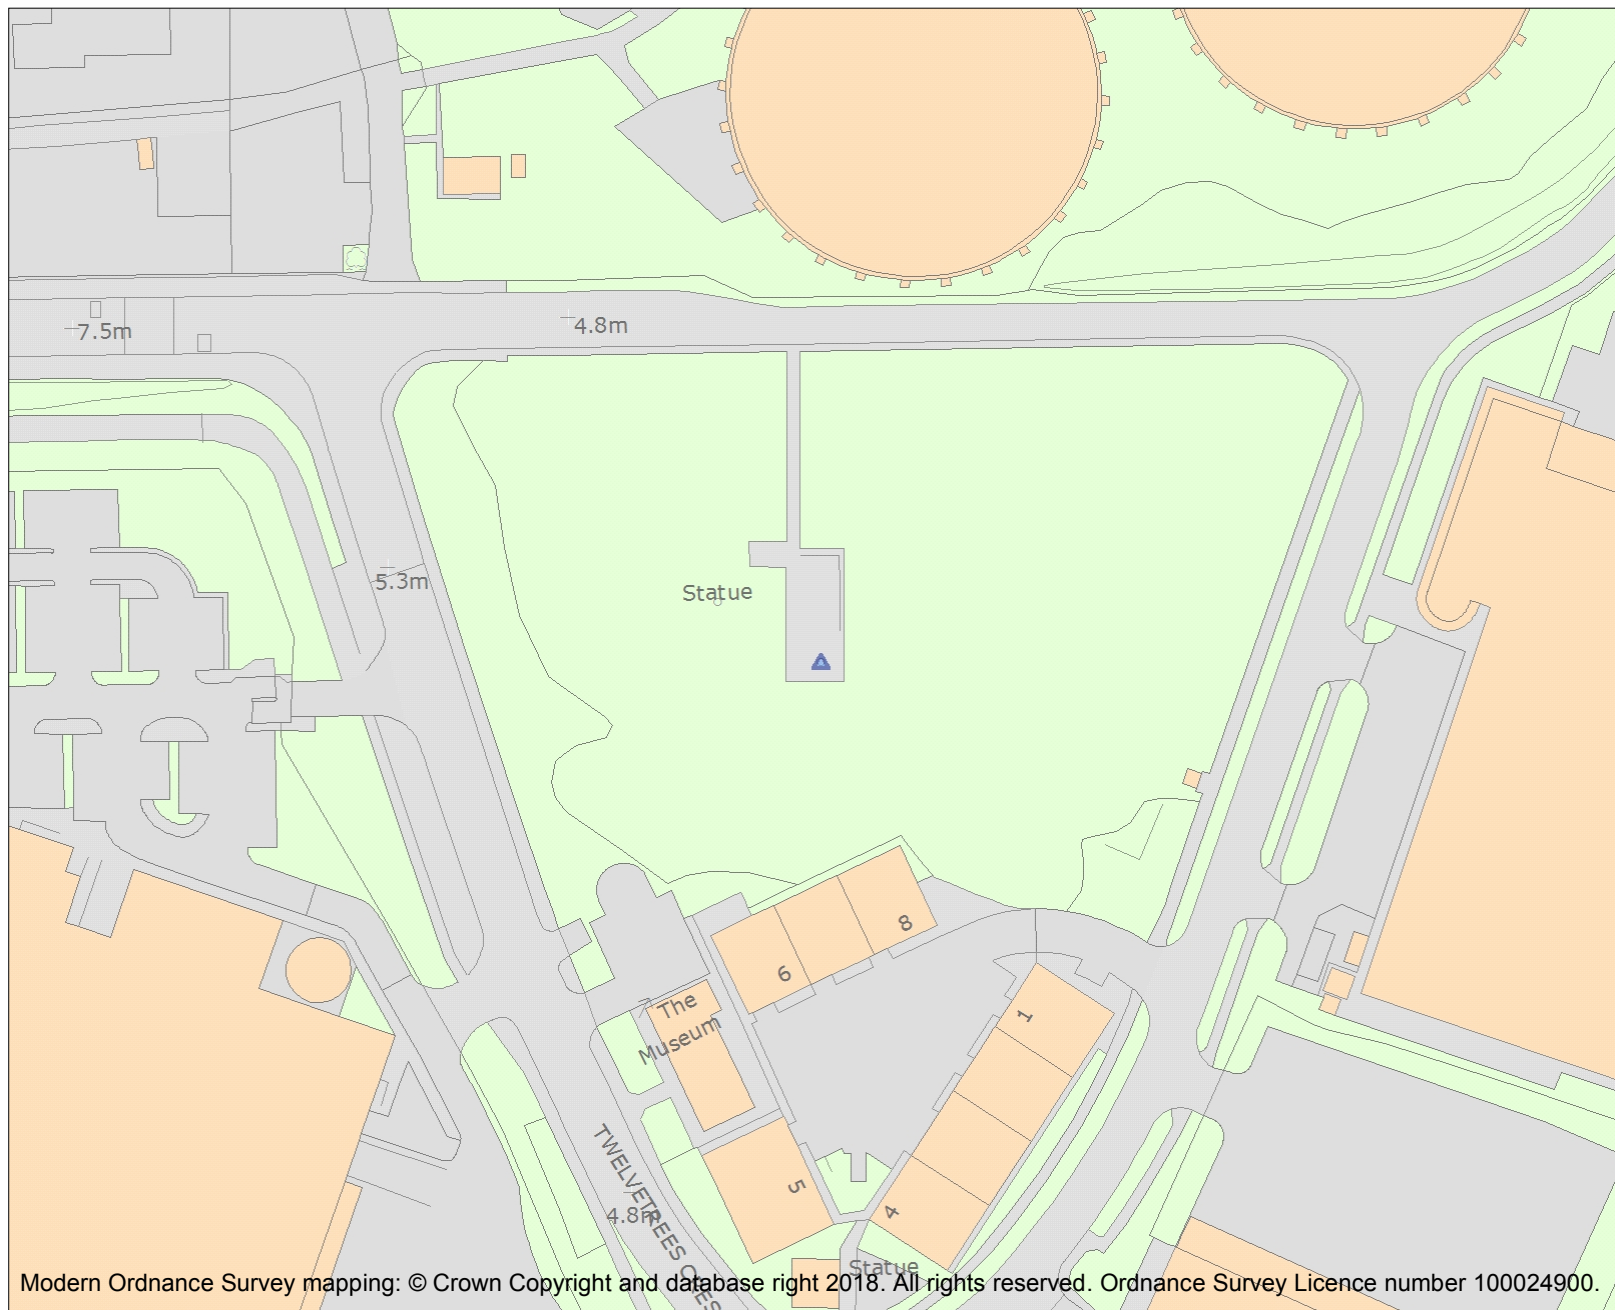 7.5m
4.8m
5.3m
Statue
8
6
The
Museum
1
5
4
TWELVETREES CRES
4.8m
Statue
Modern Ordnance Survey mapping: © Crown Copyright and database right 2018. All rights reserved. Ordnance Survey Licence number 100024900.